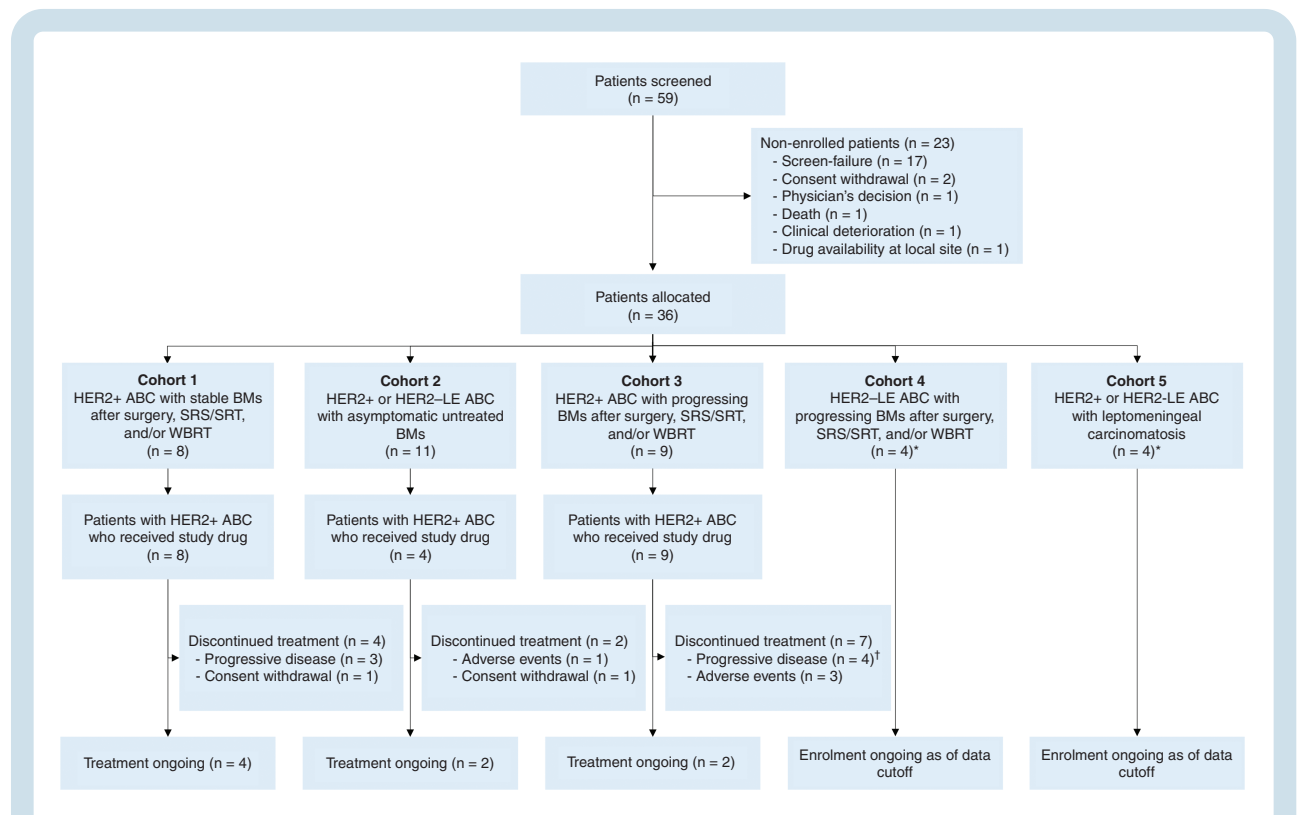 Patients screened
(n = 59)
Non-enrolled patients (n = 23)
- Screen-failure (n = 17)
- Consent withdrawal (n = 2)
- Physician's decision (n = 1)
- Death (n = 1)
- Clinical deterioration (n = 1)
- Drug availability at local site (n = 1)
Patients allocated
(n = 36)
Cohort 1
HER2+ ABC with stable BMs
after surgery, SRS/SRT,
and/or WBRT
(n = 8)
Cohort 2
HER2+ or HER2–LE ABC
with asymptomatic untreated
BMs
(n = 11)
Cohort 3
HER2+ ABC with progressing
BMs after surgery, SRS/SRT,
and/or WBRT
(n = 9)
Cohort 4
HER2–LE ABC with
progressing BMs after surgery,
SRS/SRT, and/or WBRT
(n = 4)*
Cohort 5
HER2+ or HER2-LE ABC
with leptomeningeal
carcinomatosis
(n = 4)*
Patients with HER2+ ABC
who received study drug
(n = 8)
Patients with HER2+ ABC
who received study drug
(n = 4)
Patients with HER2+ ABC
who received study drug
(n = 9)
Discontinued treatment (n = 4)
- Progressive disease (n = 3)
- Consent withdrawal (n = 1)
Discontinued treatment (n = 2)
- Adverse events (n = 1)
- Consent withdrawal (n = 1)
Discontinued treatment (n = 7)
- Progressive disease (n = 4)†
- Adverse events (n = 3)
Treatment ongoing (n = 4)
Treatment ongoing (n = 2)
Treatment ongoing (n = 2)
Enrolment ongoing as of data
cutoff
Enrolment ongoing as of data
cutoff